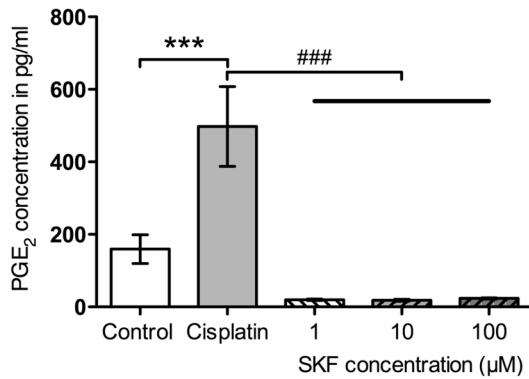 PGE₂ concentration in pg/ml
800
600
400
200
0
***
###
Control Cisplatin 1 10 100
SKF concentration (µM)